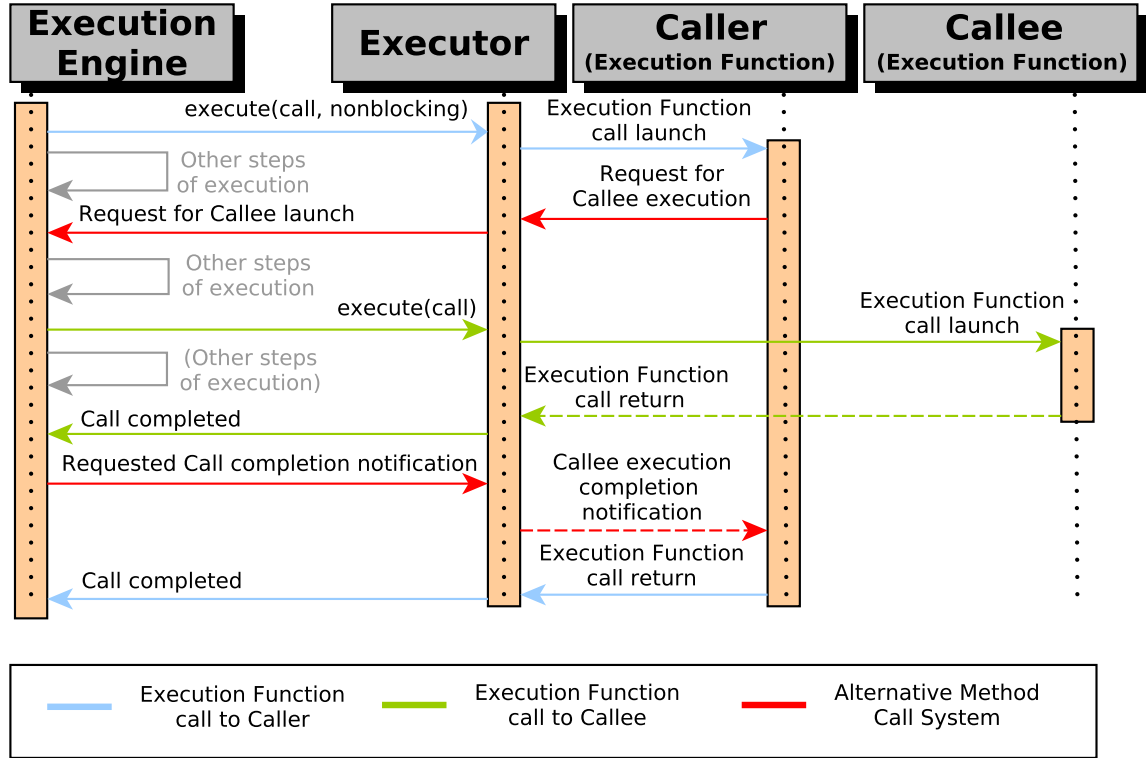 Execution
Engine
Executor
Caller
(Execution Function)
Callee
(Execution Function)
execute(call, nonblocking)
Execution Function
call launch
Other steps
of execution
Request for
Callee execution
Request for Callee launch
Other steps
of execution
execute(call)
Execution Function
call launch
(Other steps
of execution)
Execution Function
call return
Call completed
Requested Call completion notification
Callee execution
completion
notification
Execution Function
call return
Call completed
Execution Function
call to Caller
Execution Function
call to Callee
Alternative Method
Call System